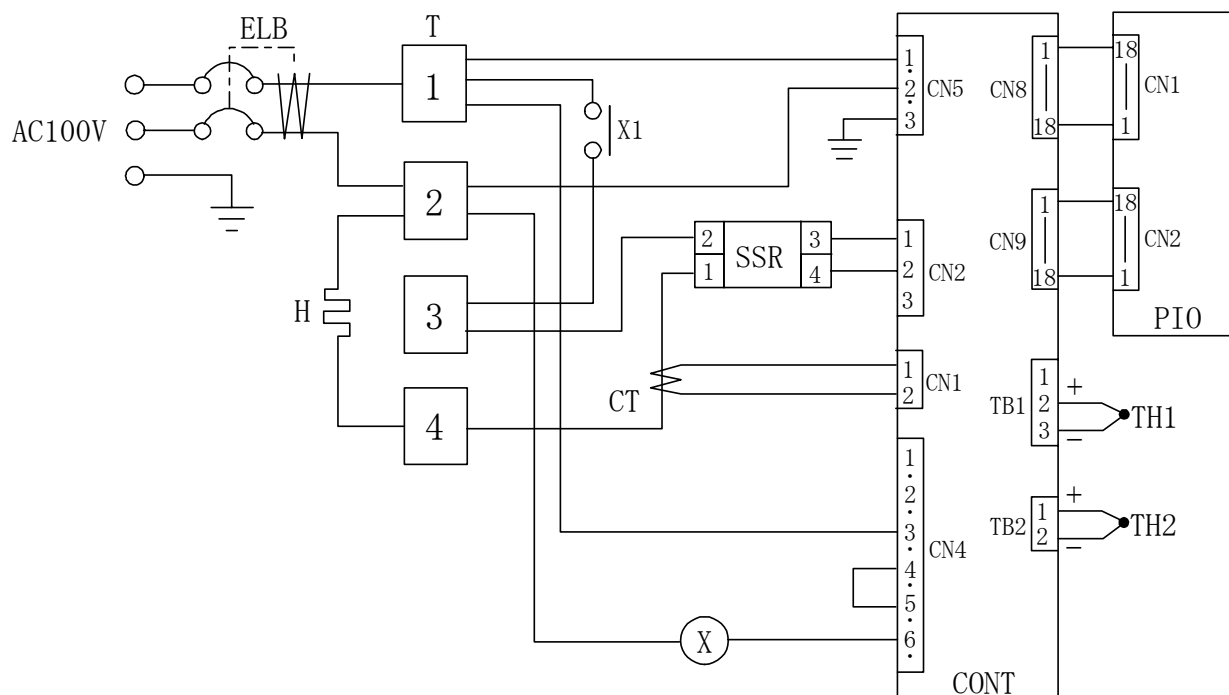 ELB
T
AC100V
1
2
3
4
H
X1
2
1
SSR
3
4
CT
X
1
2
3
CN5
1
2
3
CN2
1
2
CN1
1
2
3
4
5
6
CN4
CONT
CN8
1
18
CN9
1
18
TB1
1
2
3
+
−
TH1
TB2
1
2
+
−
TH2
18
1
CN1
18
1
CN2
PIO